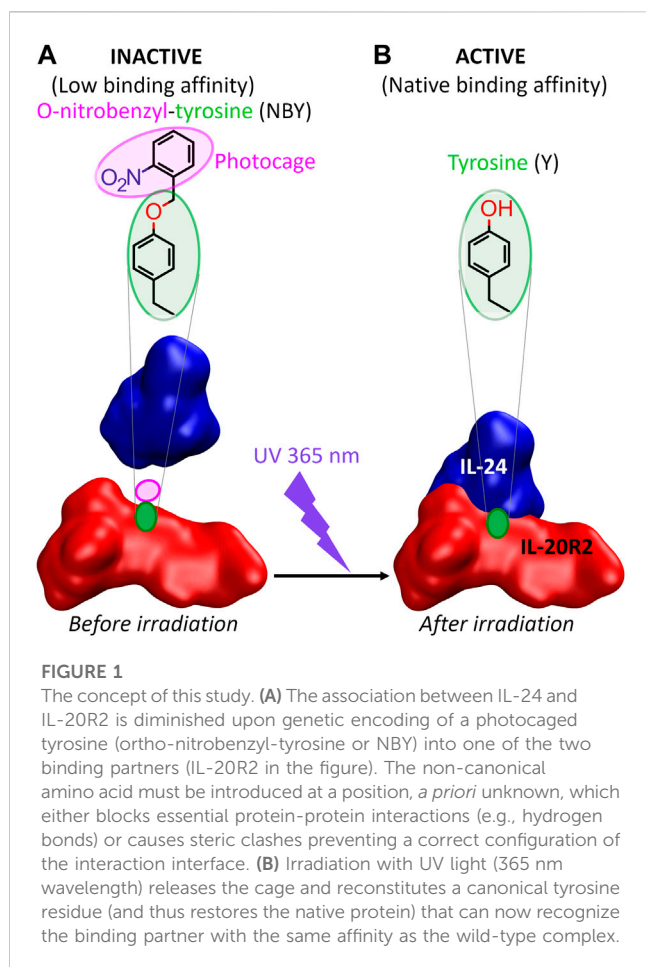 A INACTIVE
(Low binding affinity)
O-nitrobenzyl-tyrosine (NBY)
Photocage
O₂N
O
B ACTIVE
(Native binding affinity)
Tyrosine (Y)
OH
UV 365 nm
IL-24
IL-20R2
Before irradiation
After irradiation
FIGURE 1
The concept of this study. (A) The association between IL-24 and
IL-20R2 is diminished upon genetic encoding of a photocaged
tyrosine (ortho-nitrobenzyl-tyrosine or NBY) into one of the two
binding partners (IL-20R2 in the figure). The non-canonical
amino acid must be introduced at a position, a priori unknown, which
either blocks essential protein-protein interactions (e.g., hydrogen
bonds) or causes steric clashes preventing a correct configuration of
the interaction interface. (B) Irradiation with UV light (365 nm
wavelength) releases the cage and reconstitutes a canonical tyrosine
residue (and thus restores the native protein) that can now recognize
the binding partner with the same affinity as the wild-type complex.